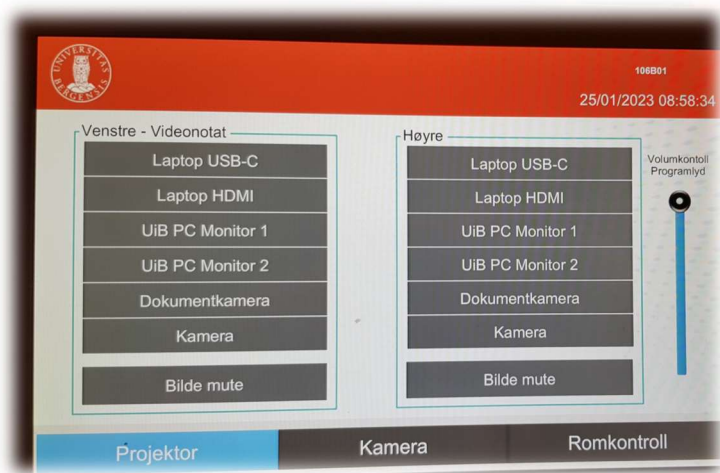 UNIVERSITAS
BERGENSIS
106B01
25/01/2023 08:58:34
Venstre - Videonotat
Laptop USB-C
Laptop HDMI
UiB PC Monitor 1
UiB PC Monitor 2
Dokumentkamera
Kamera
Bilde mute
Høyre
Laptop USB-C
Laptop HDMI
UiB PC Monitor 1
UiB PC Monitor 2
Dokumentkamera
Kamera
Bilde mute
Volumkontoll
Programlyd
Projektor
Kamera
Romkontroll